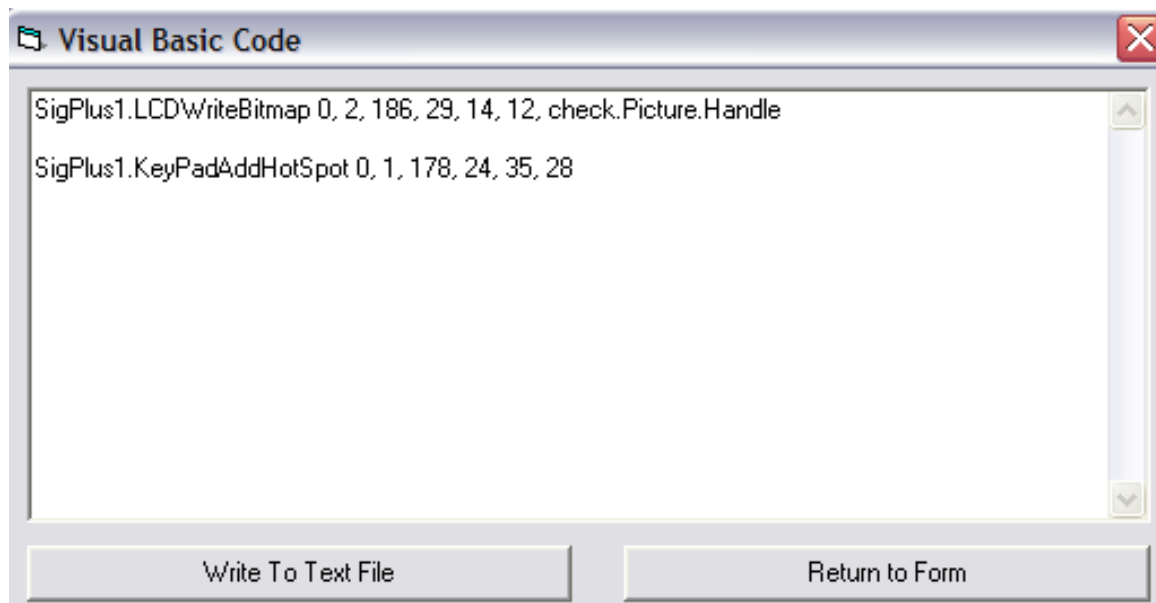 Visual Basic Code
SigPlus1.LCDWriteBitmap 0, 2, 186, 29, 14, 12, check.Picture.Handle
SigPlus1.KeyPadAddHotSpot 0, 1, 178, 24, 35, 28
Write To Text File
Return to Form